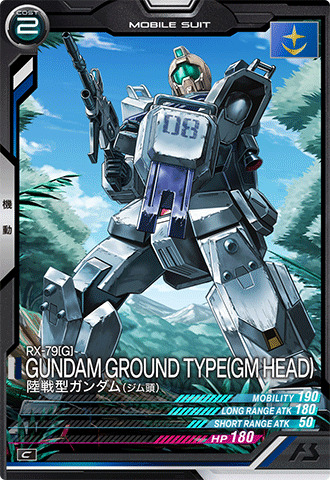 COST
2
MOBILE SUIT
08
機動
RX-79[G]
GUNDAM GROUND TYPE(GM HEAD)
陸戦型ガンダム(ジム頭)
MOBILITY 190
LONG RANGE ATK 180
SHORT RANGE ATK 50
HP 180
C
FS